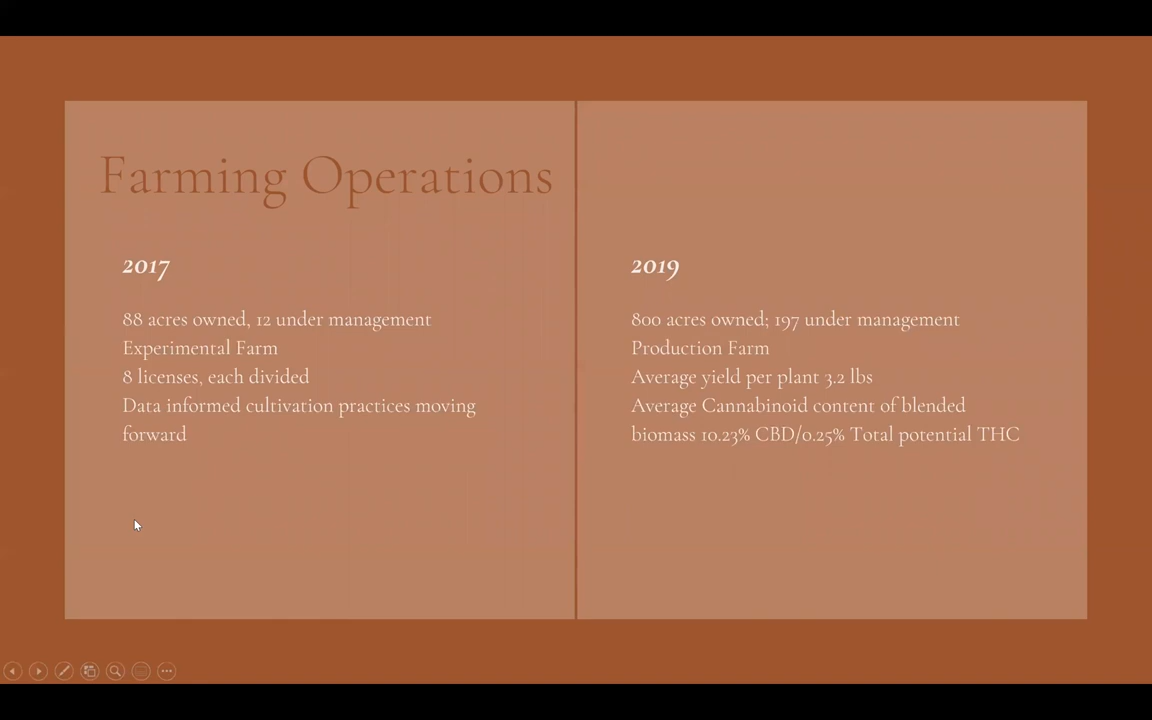 Farming Operations
2017
88 acres owned, 12 under management
Experimental Farm
8 licenses, each divided
Data informed cultivation practices moving
forward
2019
800 acres owned; 197 under management
Production Farm
Average yield per plant 3.2 lbs
Average Cannabinoid content of blended
biomass 10.23% CBD/0.25% Total potential THC